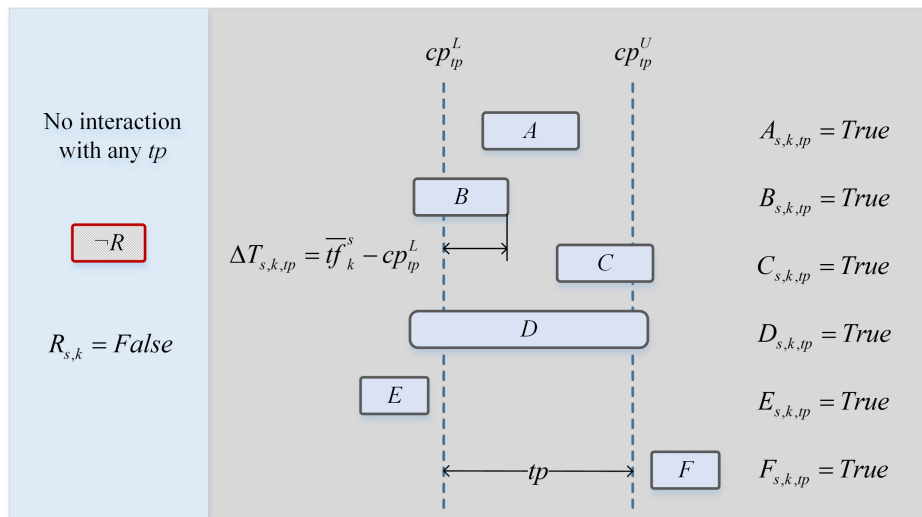 No interaction
with any tp
¬R
R_{s,k} = False
cp_{tp}^{L}
cp_{tp}^{U}
A
A_{s,k,tp} = True
B
B_{s,k,tp} = True
ΔT_{s,k,tp} = \overline{tf}_{k}^{s} − cp_{tp}^{L}
C
C_{s,k,tp} = True
D
D_{s,k,tp} = True
E
E_{s,k,tp} = True
tp
F
F_{s,k,tp} = True